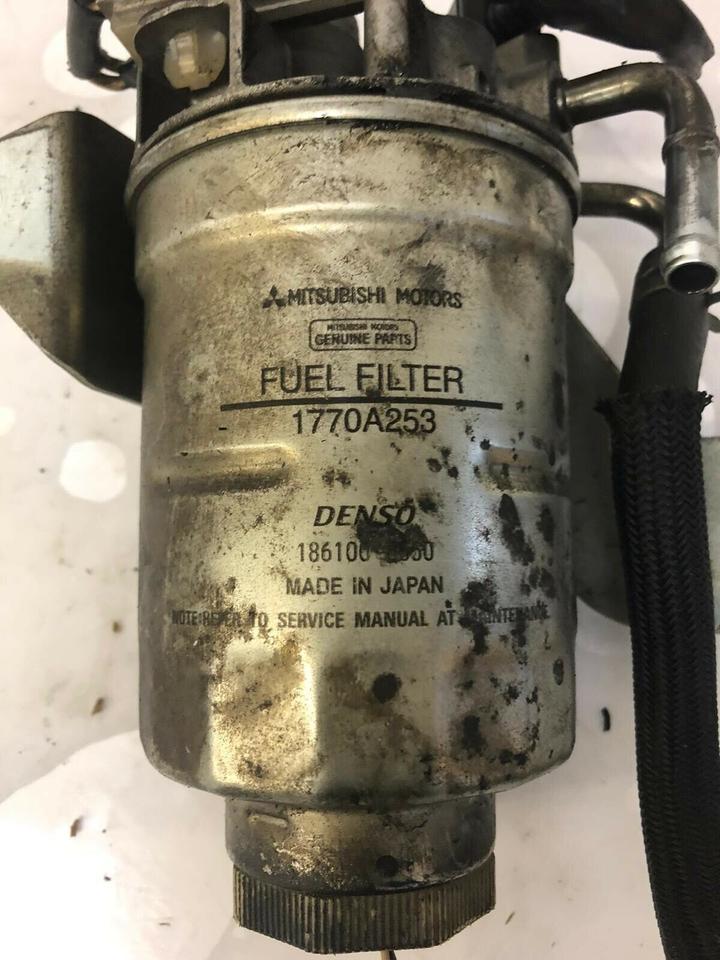 MITSUBISHI MOTORS
MITSUBISHI MOTORS
GENUINE PARTS
FUEL FILTER
1770A253
DENSO
MADE IN JAPAN
NOTE:REFER TO SERVICE MANUAL AT MAINTENANCE